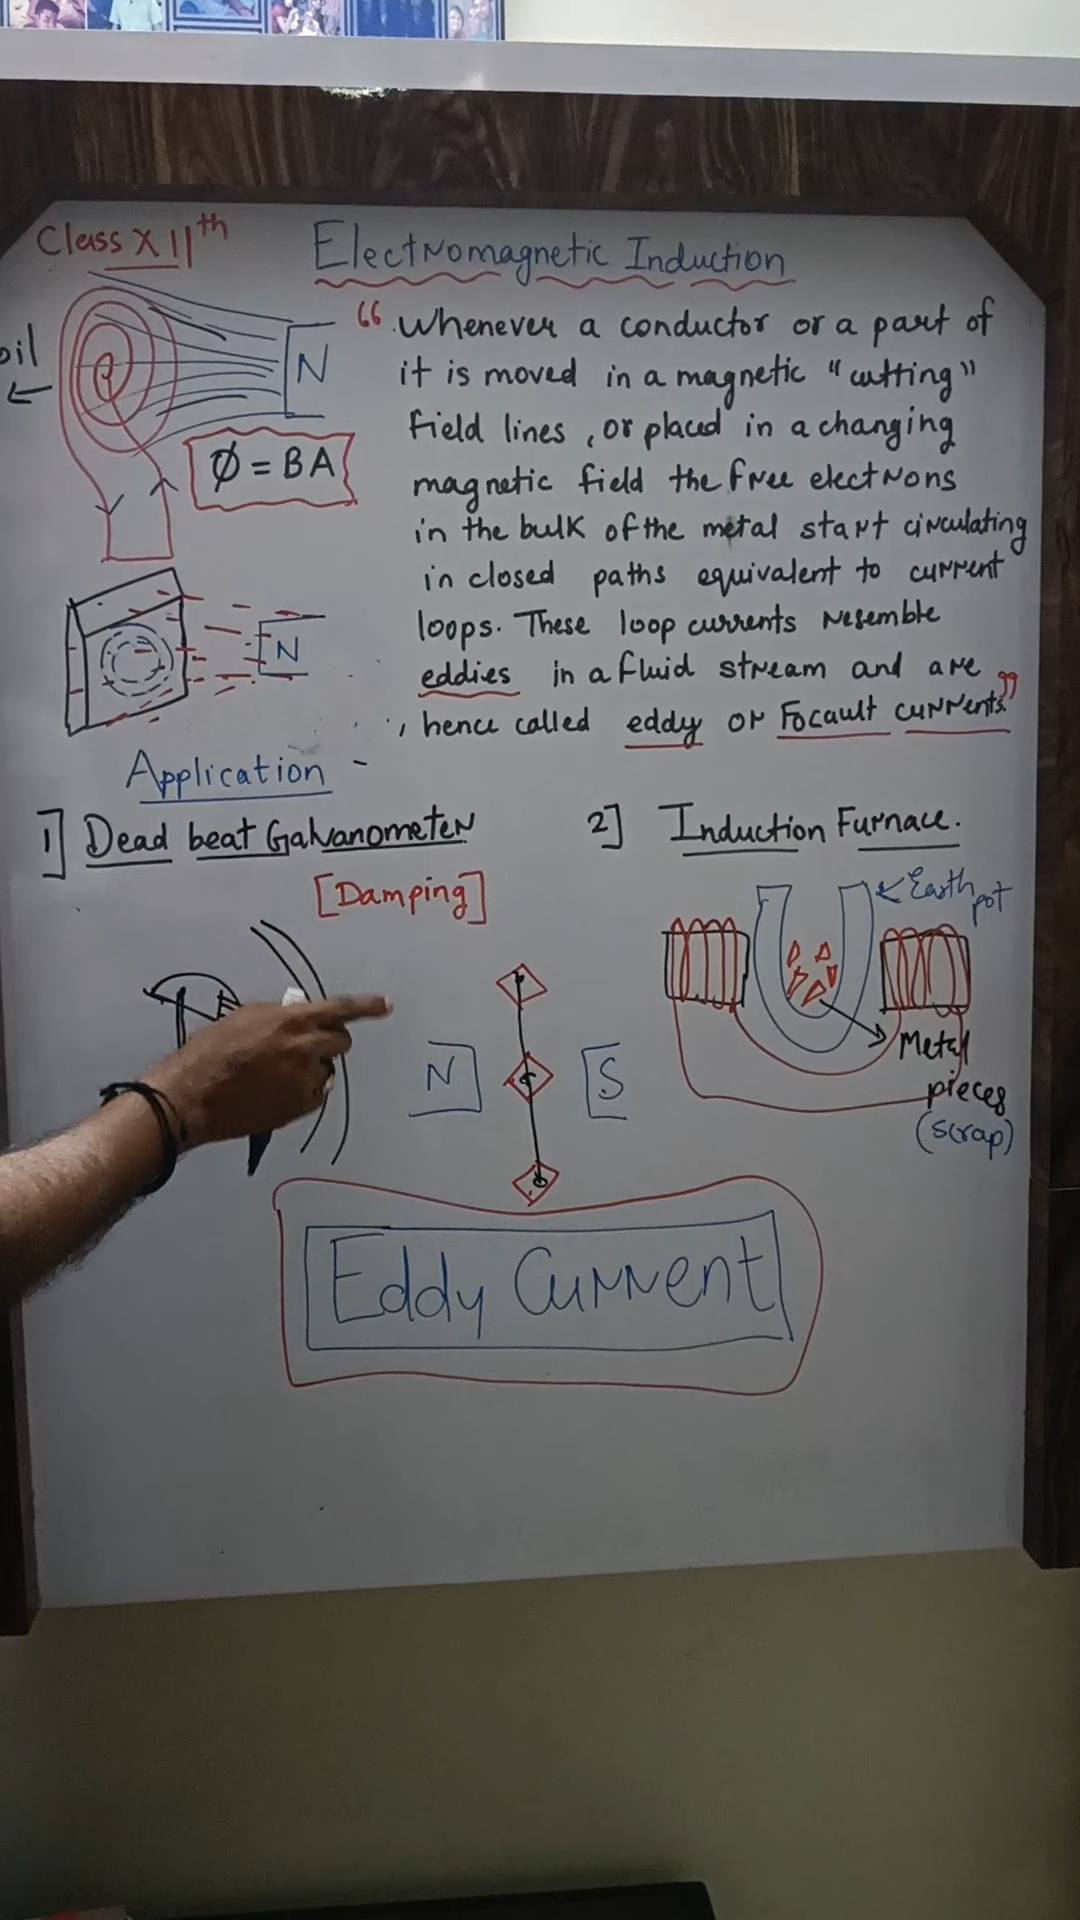 Class XIIth
Electromagnetic Induction
oil
N
Ø = BA
" Whenever a conductor or a part of
it is moved in a magnetic "cutting"
field lines, or placed in a changing
magnetic field the free electrons
in the bulk of the metal start circulating
in closed paths equivalent to current
loops. These loop currents resemble
eddies in a fluid stream and are
, hence called eddy or Focault currents."
N
Application -
1] Dead beat Galvanometer
[Damping]
N
S
2] Induction Furnace.
Earth
pot
Metal
pieces
(scrap)
Eddy Current